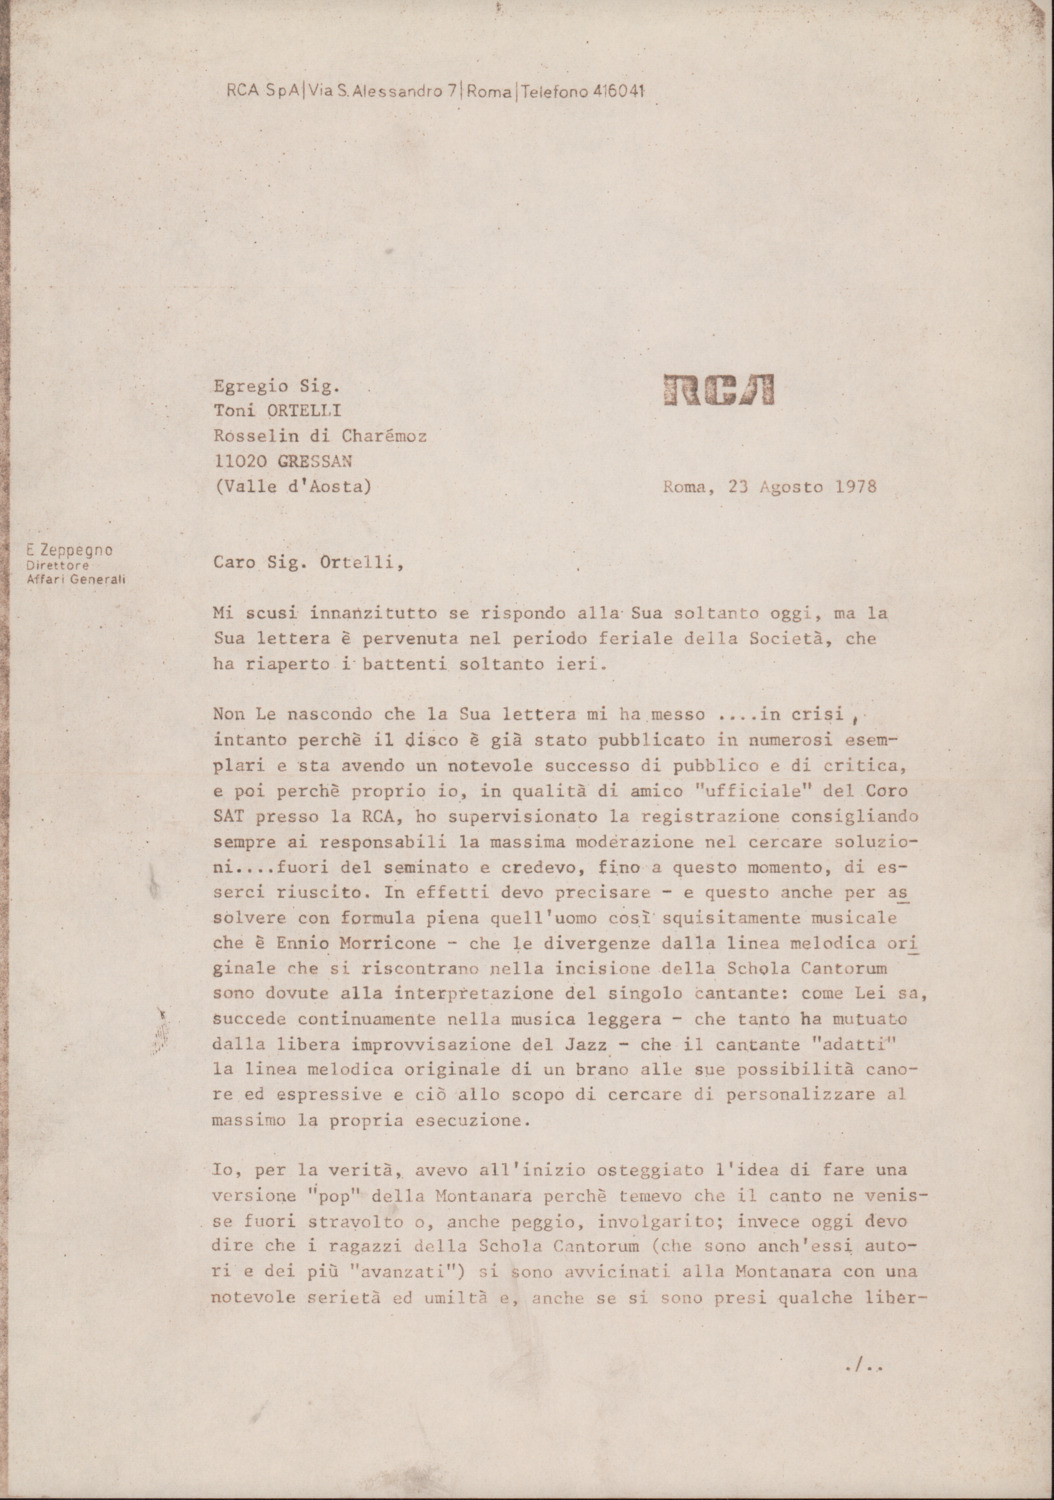 RCA SpA|Via S.Alessandro 7|Roma|Telefono 416041
Egregio Sig.
Toni ORTELLI
Rosselin di Charémoz
11020 GRESSAN
(Valle d'Aosta)
RCA
Roma, 23 Agosto 1978
E Zeppegno
Direttore
Affari Generali
Caro Sig. Ortelli,
Mi scusi innanzitutto se rispondo alla Sua soltanto oggi, ma la
Sua lettera è pervenuta nel periodo feriale della Società, che
ha riaperto i battenti soltanto ieri.
Non Le nascondo che la Sua lettera mi ha messo ....in crisi,
intanto perchè il disco è già stato pubblicato in numerosi esem-
plari e sta avendo un notevole successo di pubblico e di critica,
e poi perchè proprio io, in qualità di amico "ufficiale" del Coro
SAT presso la RCA, ho supervisionato la registrazione consigliando
sempre ai responsabili la massima moderazione nel cercare soluzio-
ni....fuori del seminato e credevo, fino a questo momento, di es-
serci riuscito. In effetti devo precisare - e questo anche per as
solvere con formula piena quell'uomo così squisitamente musicale
che è Ennio Morricone - che le divergenze dalla linea melodica ori
ginale che si riscontrano nella incisione della Schola Cantorum
sono dovute alla interpretazione del singolo cantante: come Lei sa,
succede continuamente nella musica leggera - che tanto ha mutuato
dalla libera improvvisazione del Jazz - che il cantante "adatti"
la linea melodica originale di un brano alle sue possibilità cano-
re ed espressive e ciò allo scopo di cercare di personalizzare al
massimo la propria esecuzione.
Io, per la verità, avevo all'inizio osteggiato l'idea di fare una
versione "pop" della Montanara perchè temevo che il canto ne venis-
se fuori stravolto o, anche peggio, involgarito; invece oggi devo
dire che i ragazzi della Schola Cantorum (che sono anch'essi auto-
ri e dei più "avanzati") si sono avvicinati alla Montanara con una
notevole serietà ed umiltà e, anche se si sono presi qualche liber-
./..